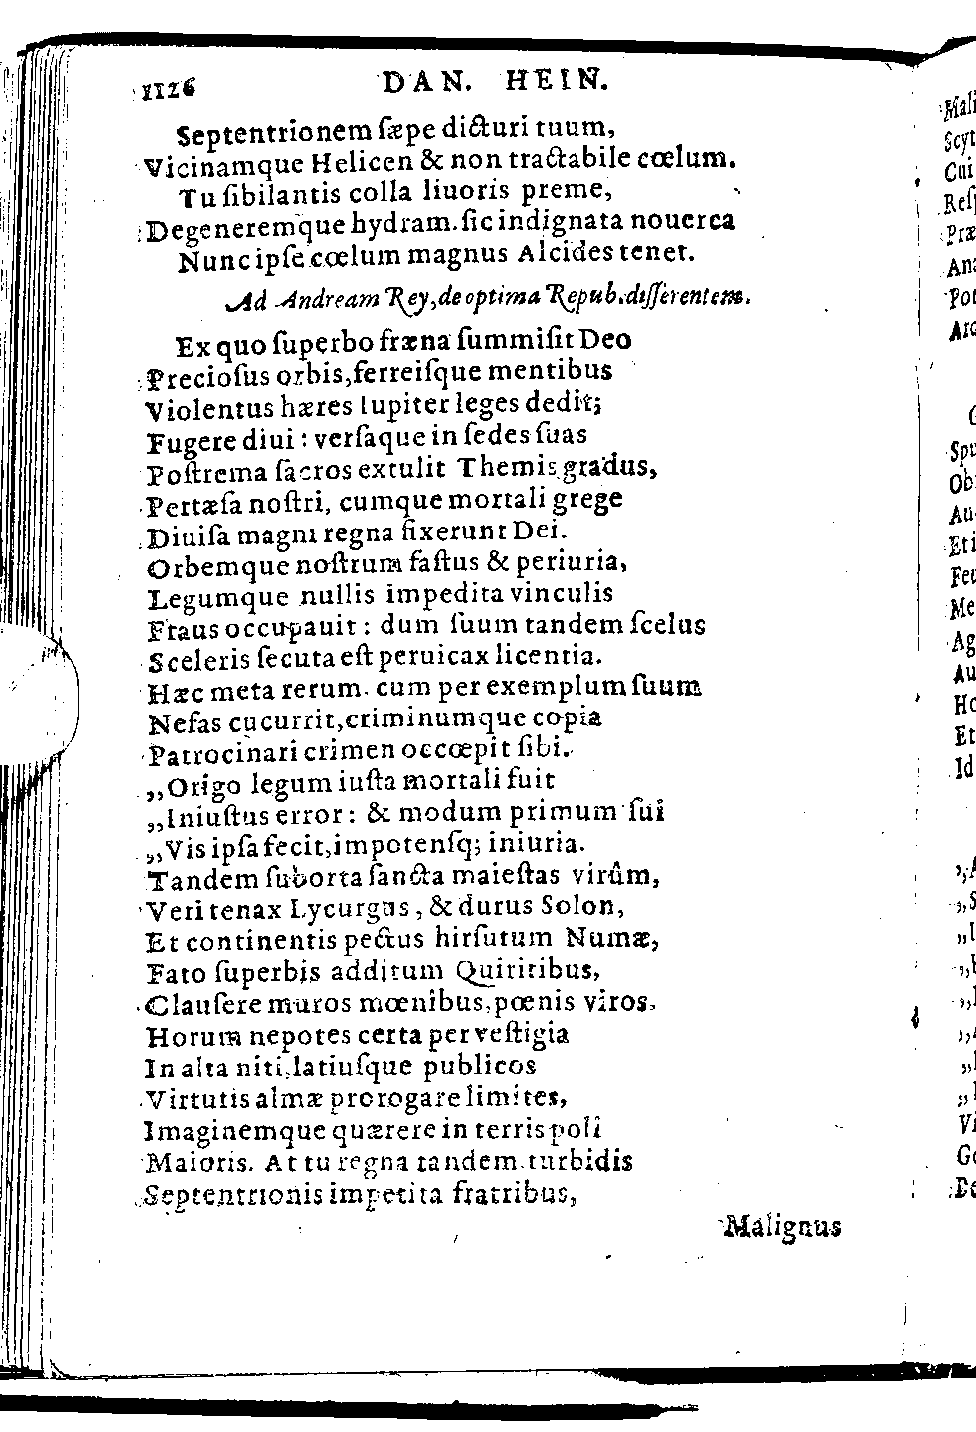 1126 DAN. HEIN.
Septentrionem ſæpe dicturi tuum,
Vicinamque Helicen & non tractabile cœlum.
Tu ſibilantis colla liuoris preme,
Degeneremque hydram. ſic indignata nouerca
Nunc ipſe cœlum magnus Alcides tenet.
Ad Andream Rey, de optima Repub. diſſerentem.
Ex quo ſuperbo fræna ſummiſit Deo
Precioſus orbis, ferreiſque mentibus
Violentus hæres Iupiter leges dedit;
Fugere diui : verſaque in ſedes ſuas
Poſtrema ſacros extulit Themis gradus,
Pertæſa noſtri, cumque mortali grege
Diuiſa magni regna fixerunt Dei.
Orbemque noſtrum faſtus & periuria,
Legumque nullis impedita vinculis
Fraus occupauit : dum ſuum tandem ſcelus
Sceleris ſecuta eſt peruicax licentia.
Hæc meta rerum. cum per exemplum ſuum
Nefas cucurrit, criminumque copia
Patrocinari crimen occœpit ſibi.
„Origo legum iuſta mortali fuit
„Iniuſtus error : & modum primum ſui
„Vis ipſa fecit, impotenſq; iniuria.
Tandem ſuborta ſancta maieſtas virûm,
Veri tenax Lycurgus, & durus Solon,
Et continentis pectus hirſutum Numæ,
Fato ſuperbis additum Quiritibus,
Clauſere muros mœnibus, pœnis viros,
Horum nepotes certa per veſtigia
In alta niti, latiuſque publicos
Virtutis almæ prorogare limites,
Imaginemque quærere in terris poli
Maioris. At tu regna tandem turbidis
Septentrionis impetita fratribus,
Malignus